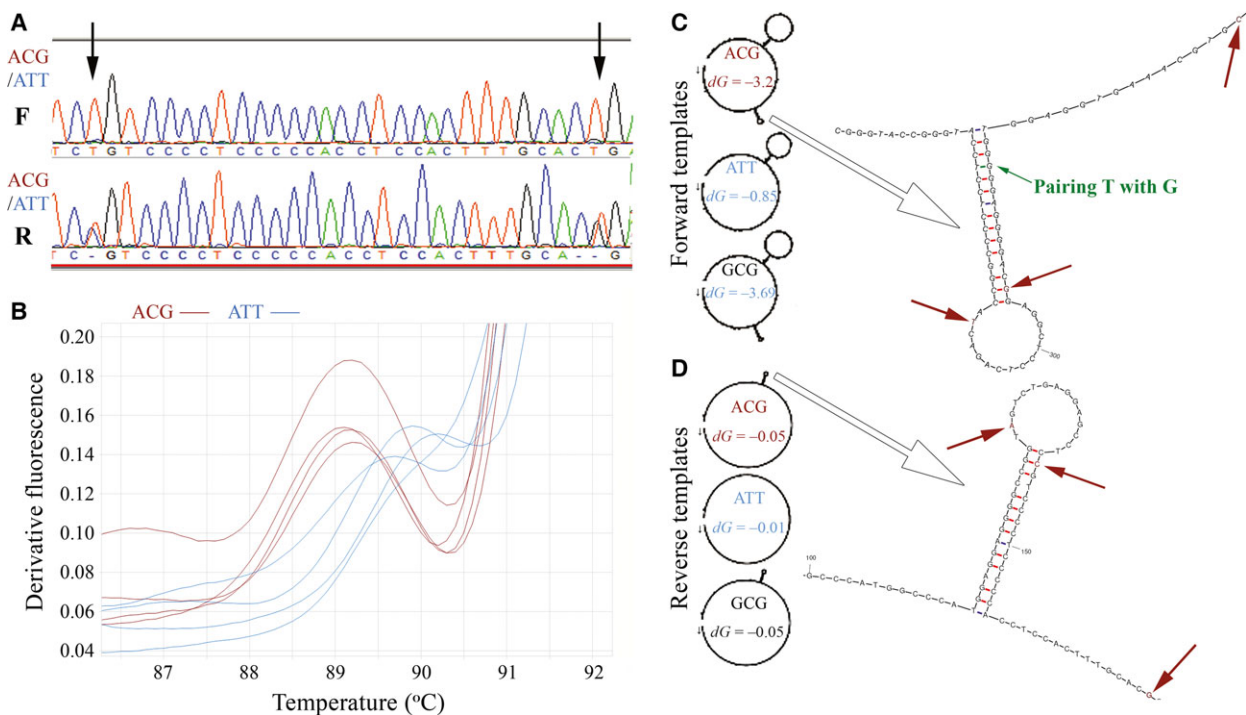 A
ACG
/ATT
F
T C T G T C C C C T C C C C C A C C T C C A C T T T G C A C T G A
ACG
/ATT
R
T C - G T C C C C T C C C C C A C C T C C A C T T T G C A - - G
B
ACG ATT
Derivative fluorescence
0.20
0.18
0.16
0.14
0.12
0.10
0.08
0.06
0.04
87 88 89 90 91 92
Temperature (°C)
C
Forward templates
ACG
dG = –3.2
ATT
dG = –0.85
GCG
dG = –3.69
Pairing T with G
300
D
Reverse templates
ACG
dG = –0.05
ATT
dG = –0.01
GCG
dG = –0.05
100
150